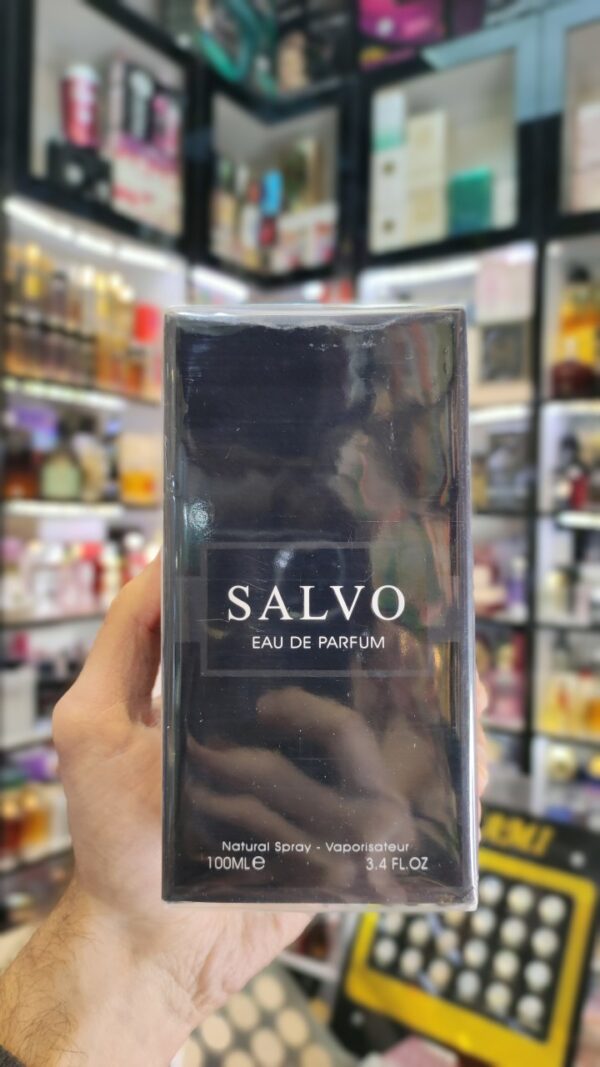 SALVO
EAU DE PARFUM
Natural Spray - Vaporisateur
100ML℮
3.4 FL.OZ